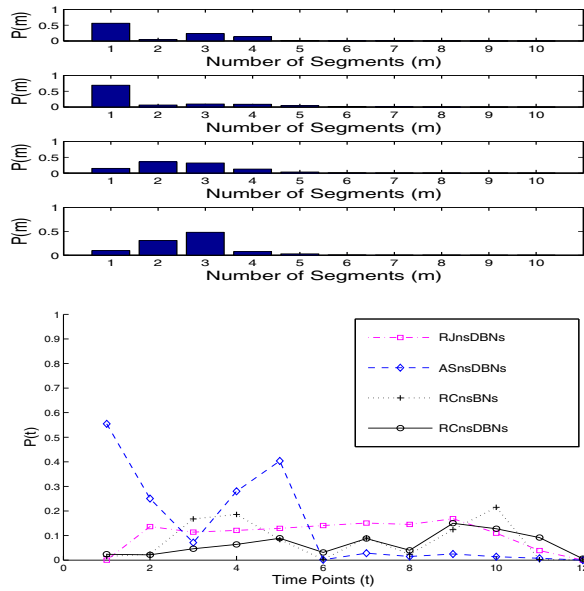 P(m)
1
0.5
0
1 2 3 4 5 6 7 8 9 10
Number of Segments (m)
P(m)
1
0.5
0
1 2 3 4 5 6 7 8 9 10
Number of Segments (m)
P(m)
1
0.5
0
1 2 3 4 5 6 7 8 9 10
Number of Segments (m)
P(m)
1
0.5
0
1 2 3 4 5 6 7 8 9 10
Number of Segments (m)
P(t)
1
0.9
0.8
0.7
0.6
0.5
0.4
0.3
0.2
0.1
0
0 2 4 6 8 10 12
Time Points (t)
RJnsDBNs
ASnsDBNs
RCnsBNs
RCnsDBNs